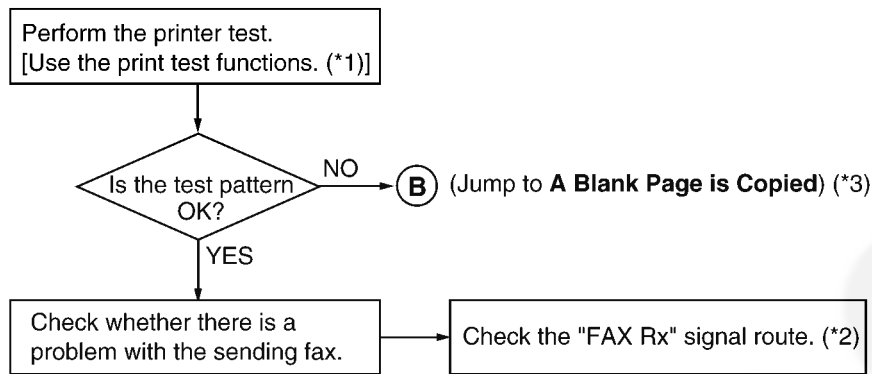 Perform the printer test.
[Use the print test functions. (*1)]
Is the test pattern
OK?
NO
B (Jump to A Blank Page is Copied) (*3)
YES
Check whether there is a
problem with the sending fax.
Check the "FAX Rx" signal route. (*2)